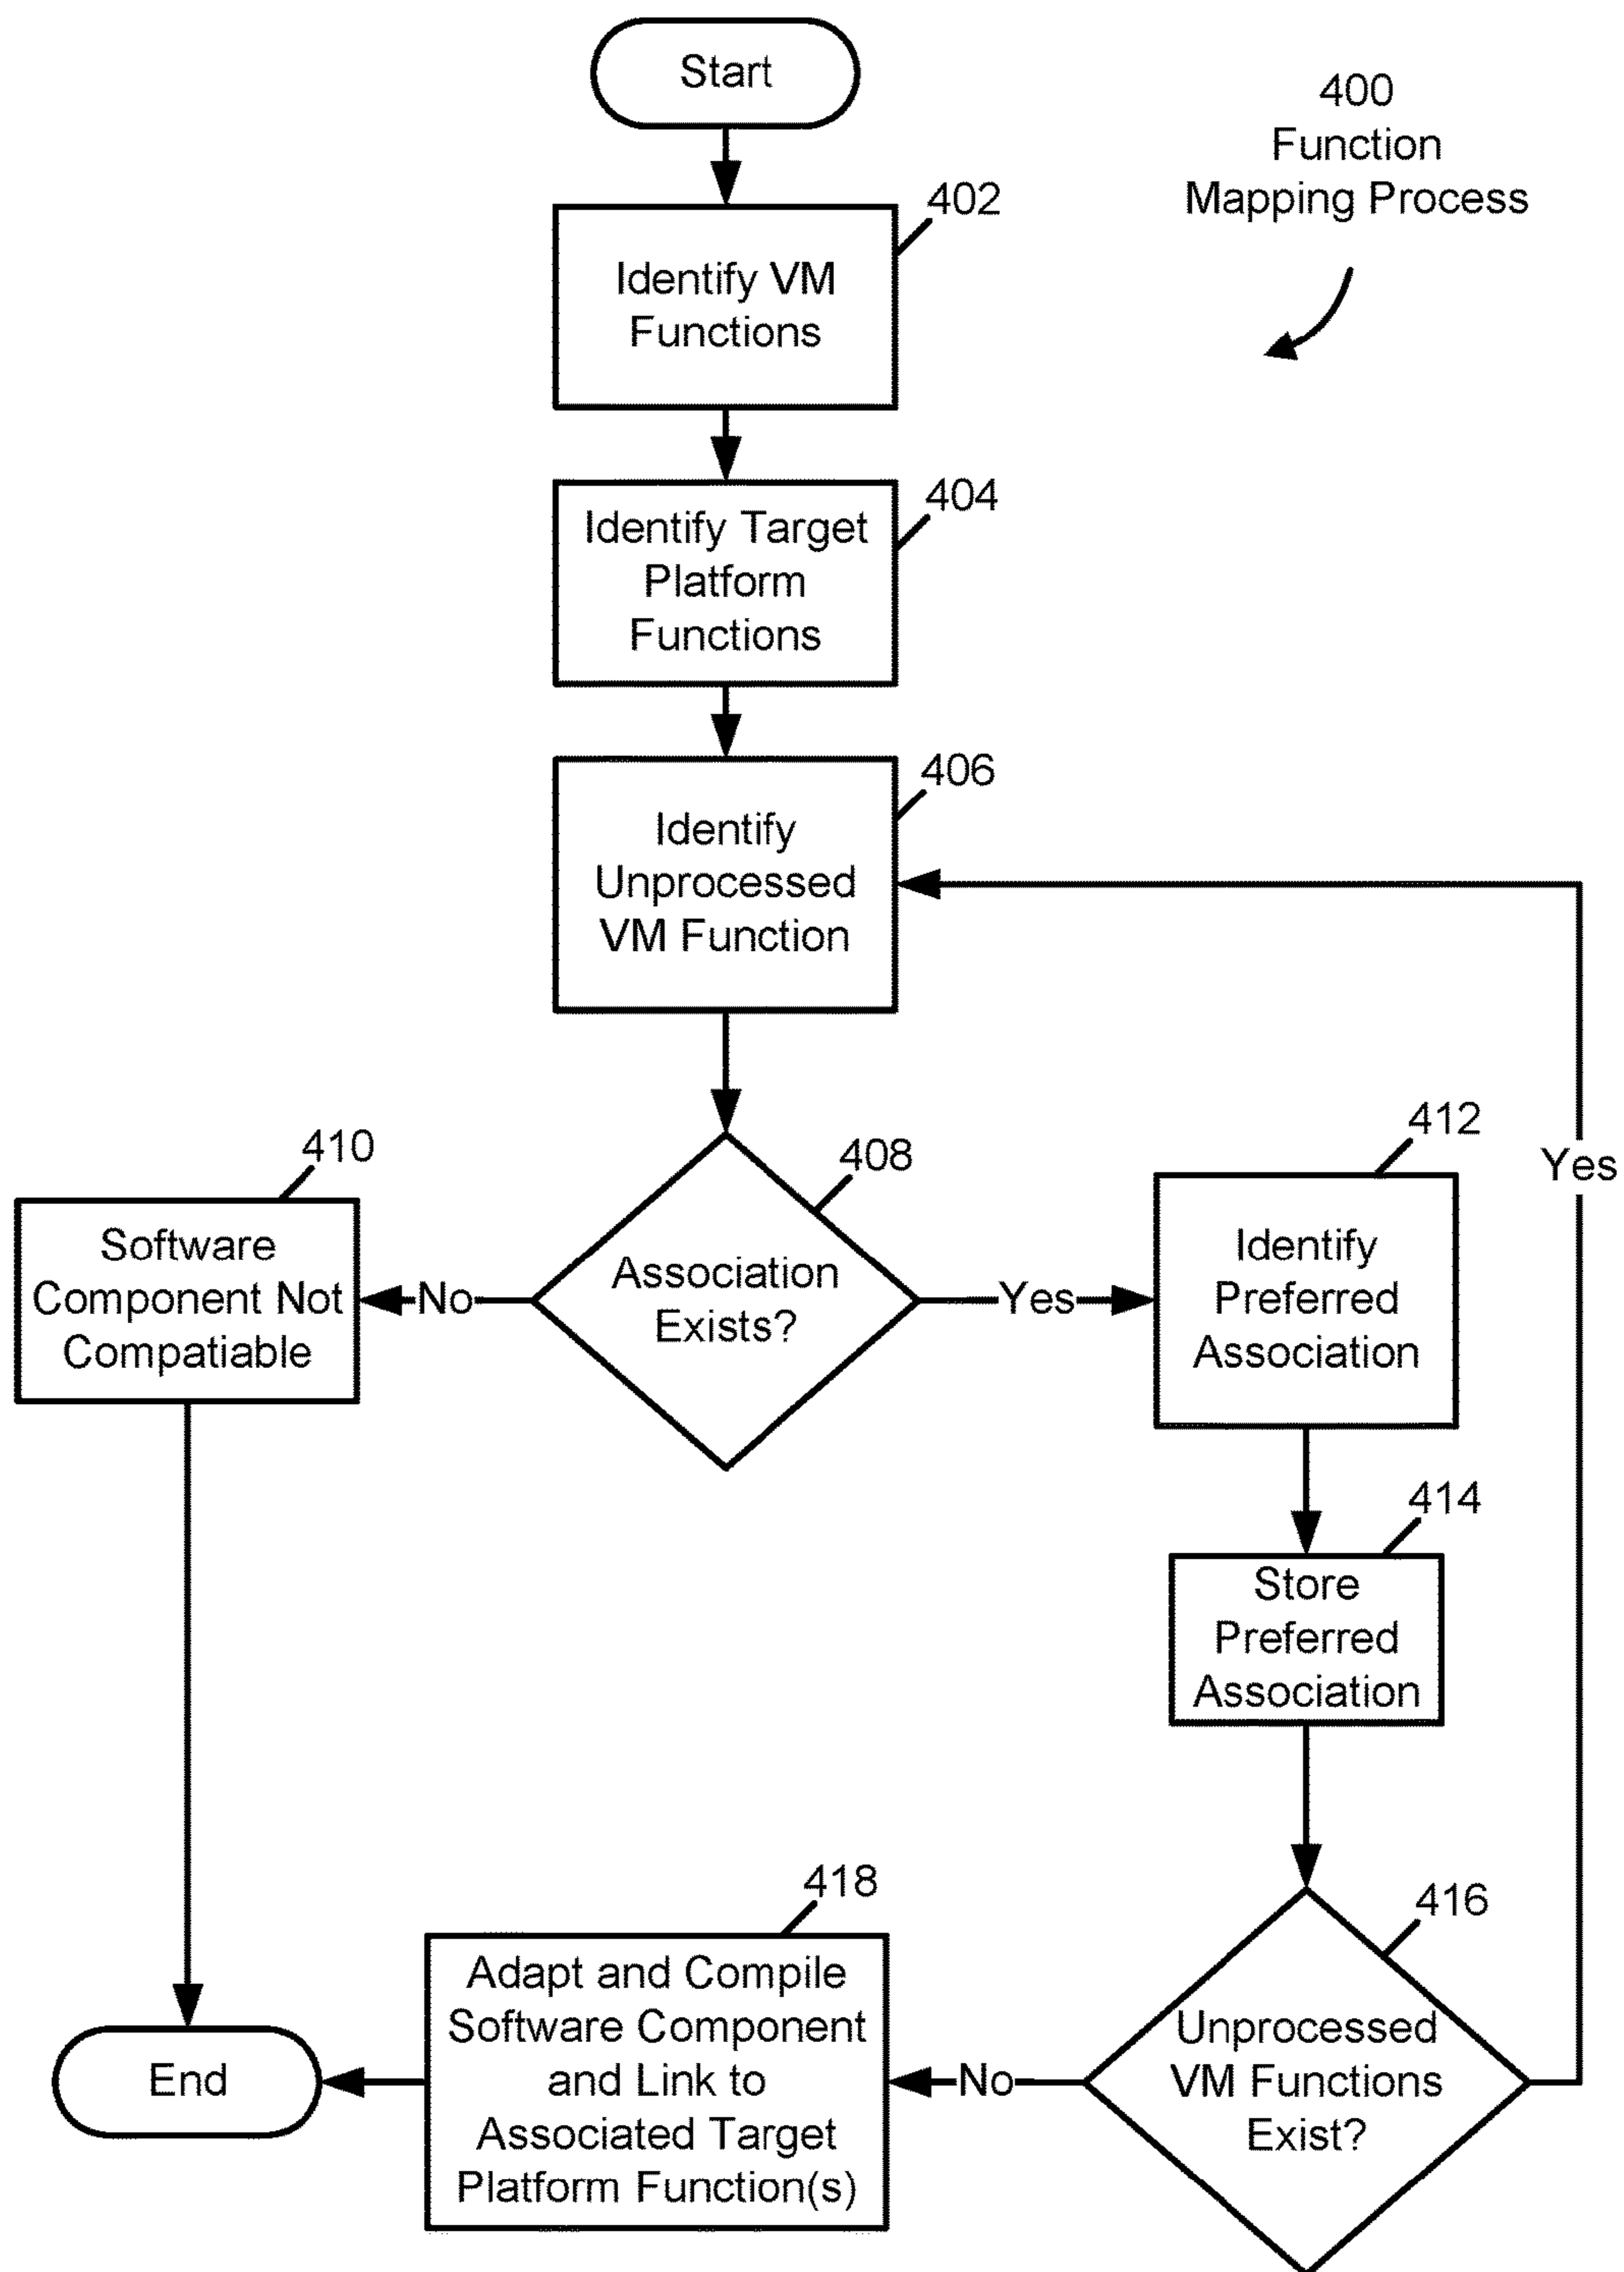 Start
400
Function
Mapping Process
402
Identify VM
Functions
404
Identify Target
Platform
Functions
406
Identify
Unprocessed
VM Function
408
Association
Exists?
No
Yes
410
Software
Component Not
Compatiable
412
Identify
Preferred
Association
Yes
414
Store
Preferred
Association
416
Unprocessed
VM Functions
Exist?
No
418
Adapt and Compile
Software Component
and Link to
Associated Target
Platform Function(s)
End